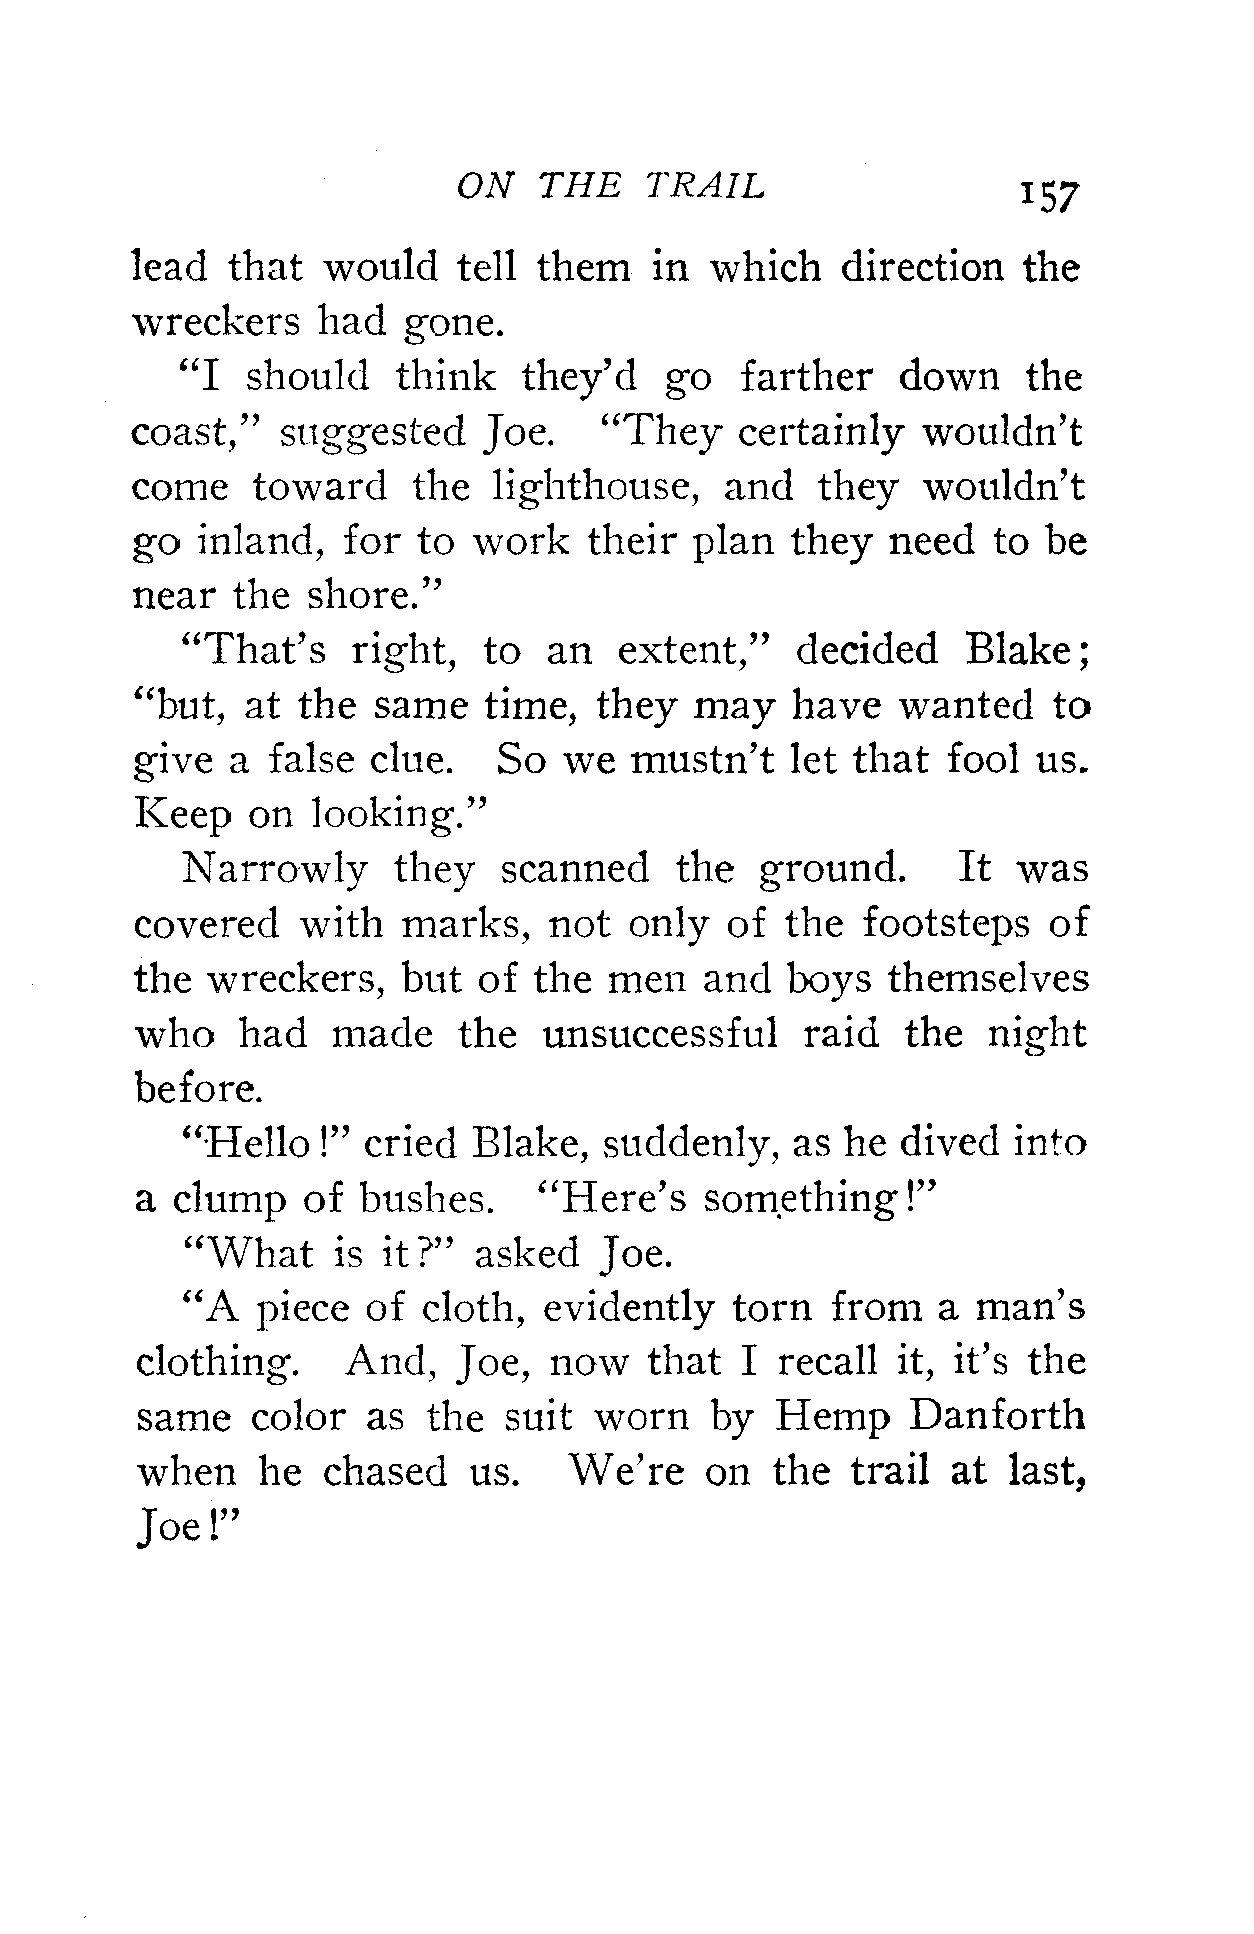 ON THE TRAIL 157
lead that would tell them in which direction the
wreckers had gone.
"I should think they'd go farther down the
coast," suggested Joe. "They certainly wouldn't
come toward the lighthouse, and they wouldn't
go inland, for to work their plan they need to be
near the shore."
"That's right, to an extent," decided Blake;
"but, at the same time, they may have wanted to
give a false clue. So we mustn't let that fool us.
Keep on looking."
Narrowly they scanned the ground. It was
covered with marks, not only of the footsteps of
the wreckers, but of the men and boys themselves
who had made the unsuccessful raid the night
before.
"Hello!" cried Blake, suddenly, as he dived into
a clump of bushes. "Here's something!"
"What is it?" asked Joe.
"A piece of cloth, evidently torn from a man's
clothing. And, Joe, now that I recall it, it's the
same color as the suit worn by Hemp Danforth
when he chased us. We're on the trail at last,
Joe!"